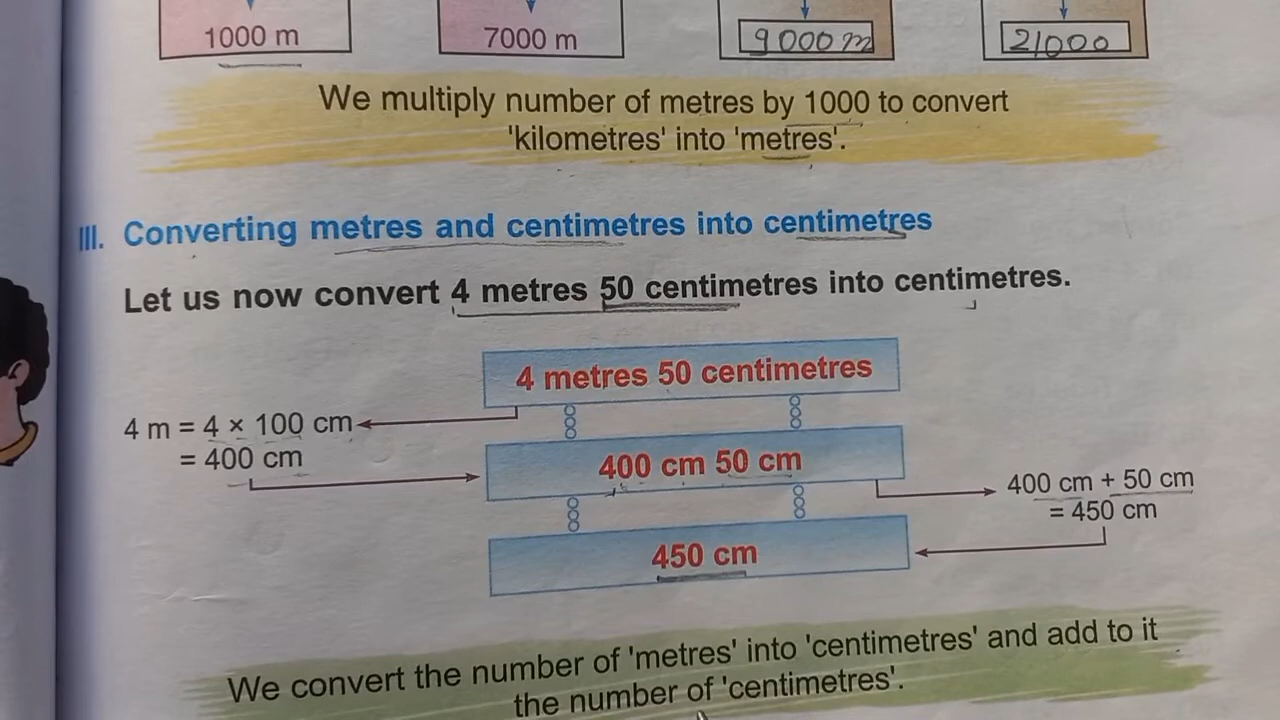 1000 m
7000 m
9000 m
21000
We multiply number of metres by 1000 to convert
'kilometres' into 'metres'.
III. Converting metres and centimetres into centimetres
Let us now convert 4 metres 50 centimetres into centimetres.
4 metres 50 centimetres
4 m = 4 × 100 cm
= 400 cm
400 cm 50 cm
400 cm + 50 cm
= 450 cm
450 cm
We convert the number of 'metres' into 'centimetres' and add to it
the number of 'centimetres'.